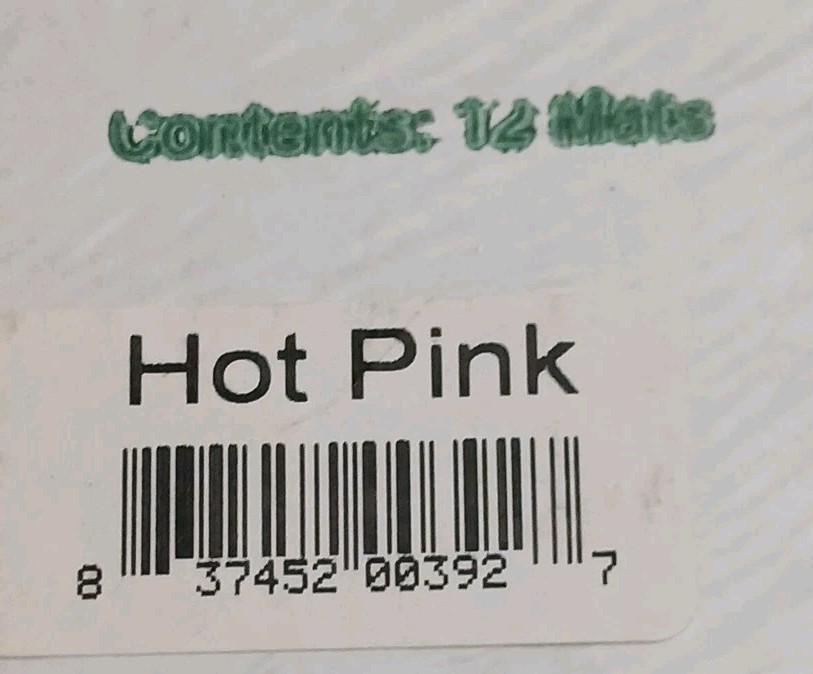 Contents: 12 Mats
Hot Pink
8 37452 00392 7